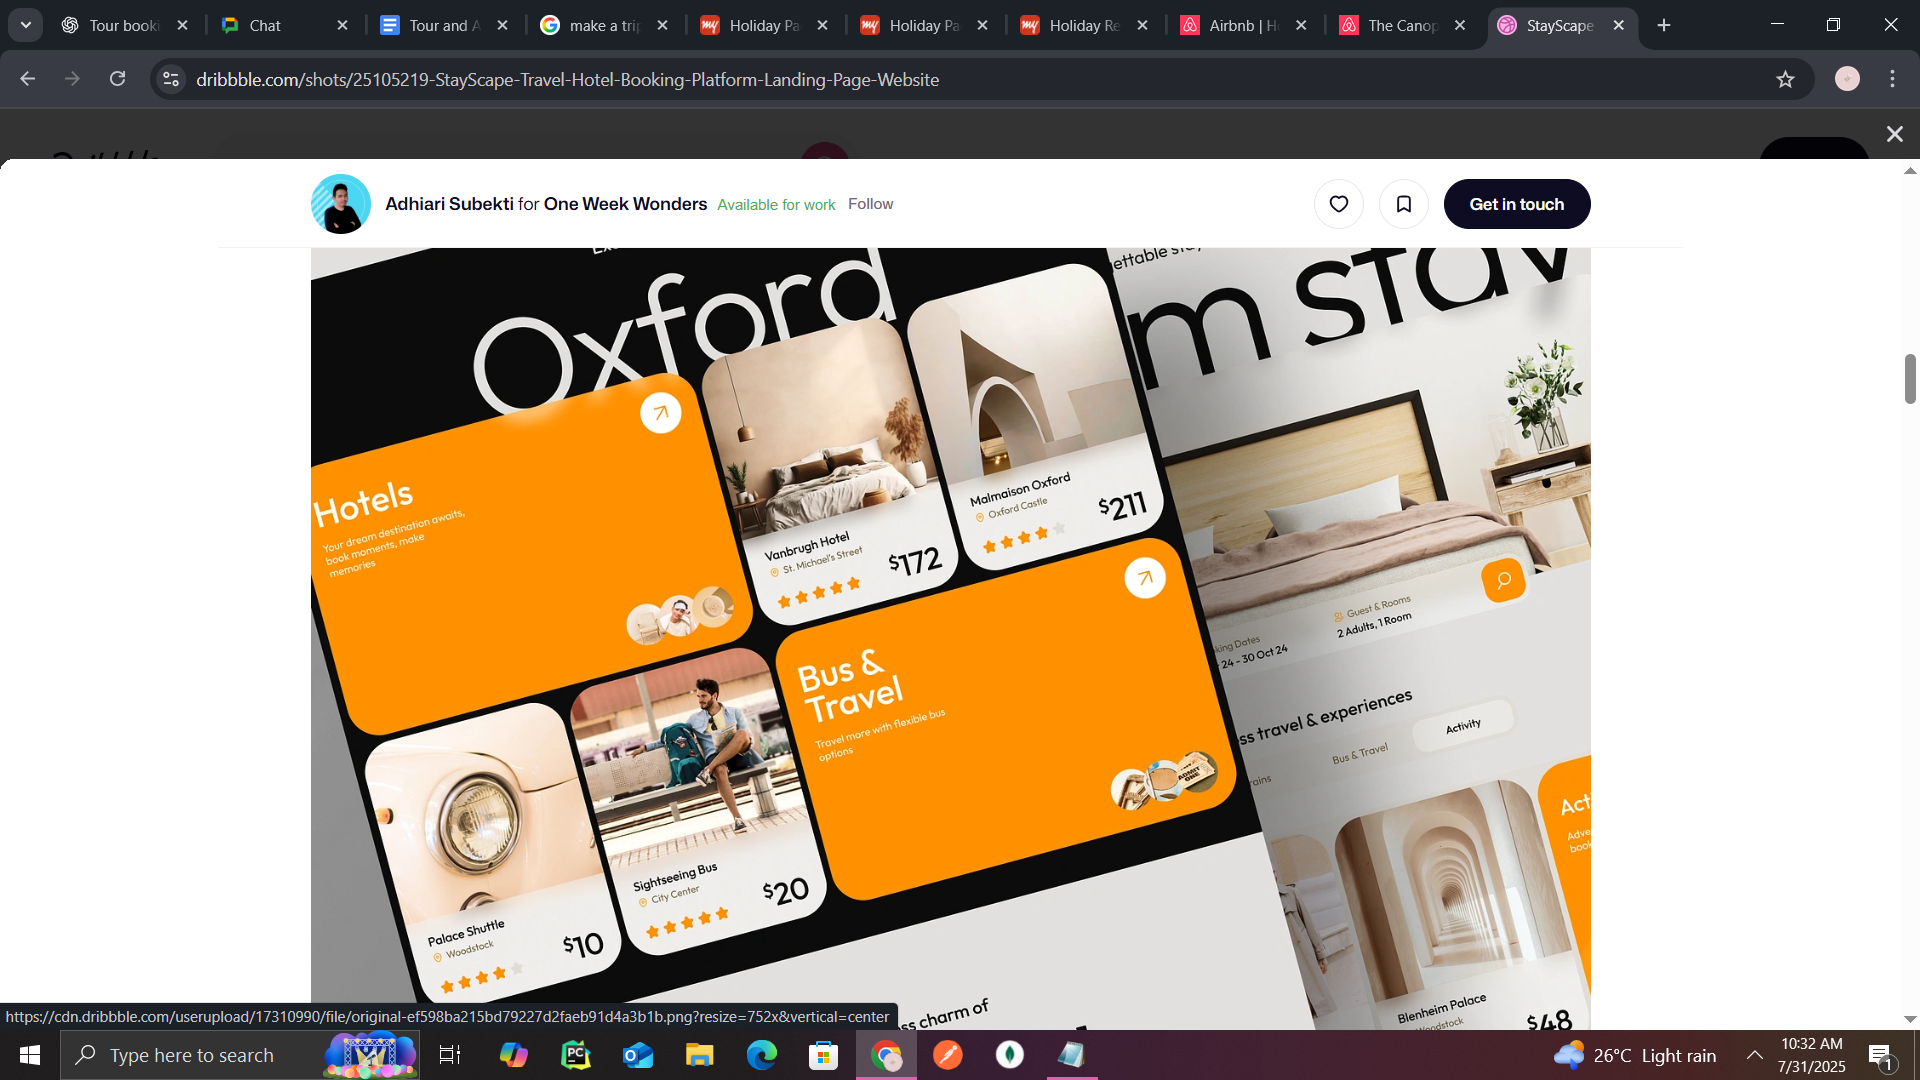 Tour booki
Chat
Tour and A
make a trip
Holiday Pa
Holiday Pa
Holiday Re
Airbnb | H
The Canop
StayScape
dribbble.com/shots/25105219-StayScape-Travel-Hotel-Booking-Platform-Landing-Page-Website
Adhiari Subekti for One Week Wonders Available for work Follow
Get in touch
Oxford
gettable
m stay
Hotels
Your dream destination awaits,
book moments, make
memories
Vanbrugh Hotel
St. Michael's Street
$172
Malmaison Oxford
Oxford Castle
$211
king Dates
24 - 30 Oct 24
Guest & Rooms
2 Adults, 1 Room
Bus &
Travel
Travel more with flexible bus
options
ADMIT
ONE
ss travel & experiences
rains
Bus & Travel
Activity
Act
Adve
book
Palace Shuttle
Woodstock
$10
Sightseeing Bus
City Center
$20
Blenheim Palace
Woodstock
$48
ss charm of
https://cdn.dribbble.com/userupload/17310990/file/original-ef598ba215bd79227d2faeb91d4a3b1b.png?resize=752x&vertical=center
Type here to search
26°C Light rain
10:32 AM
7/31/2025
1